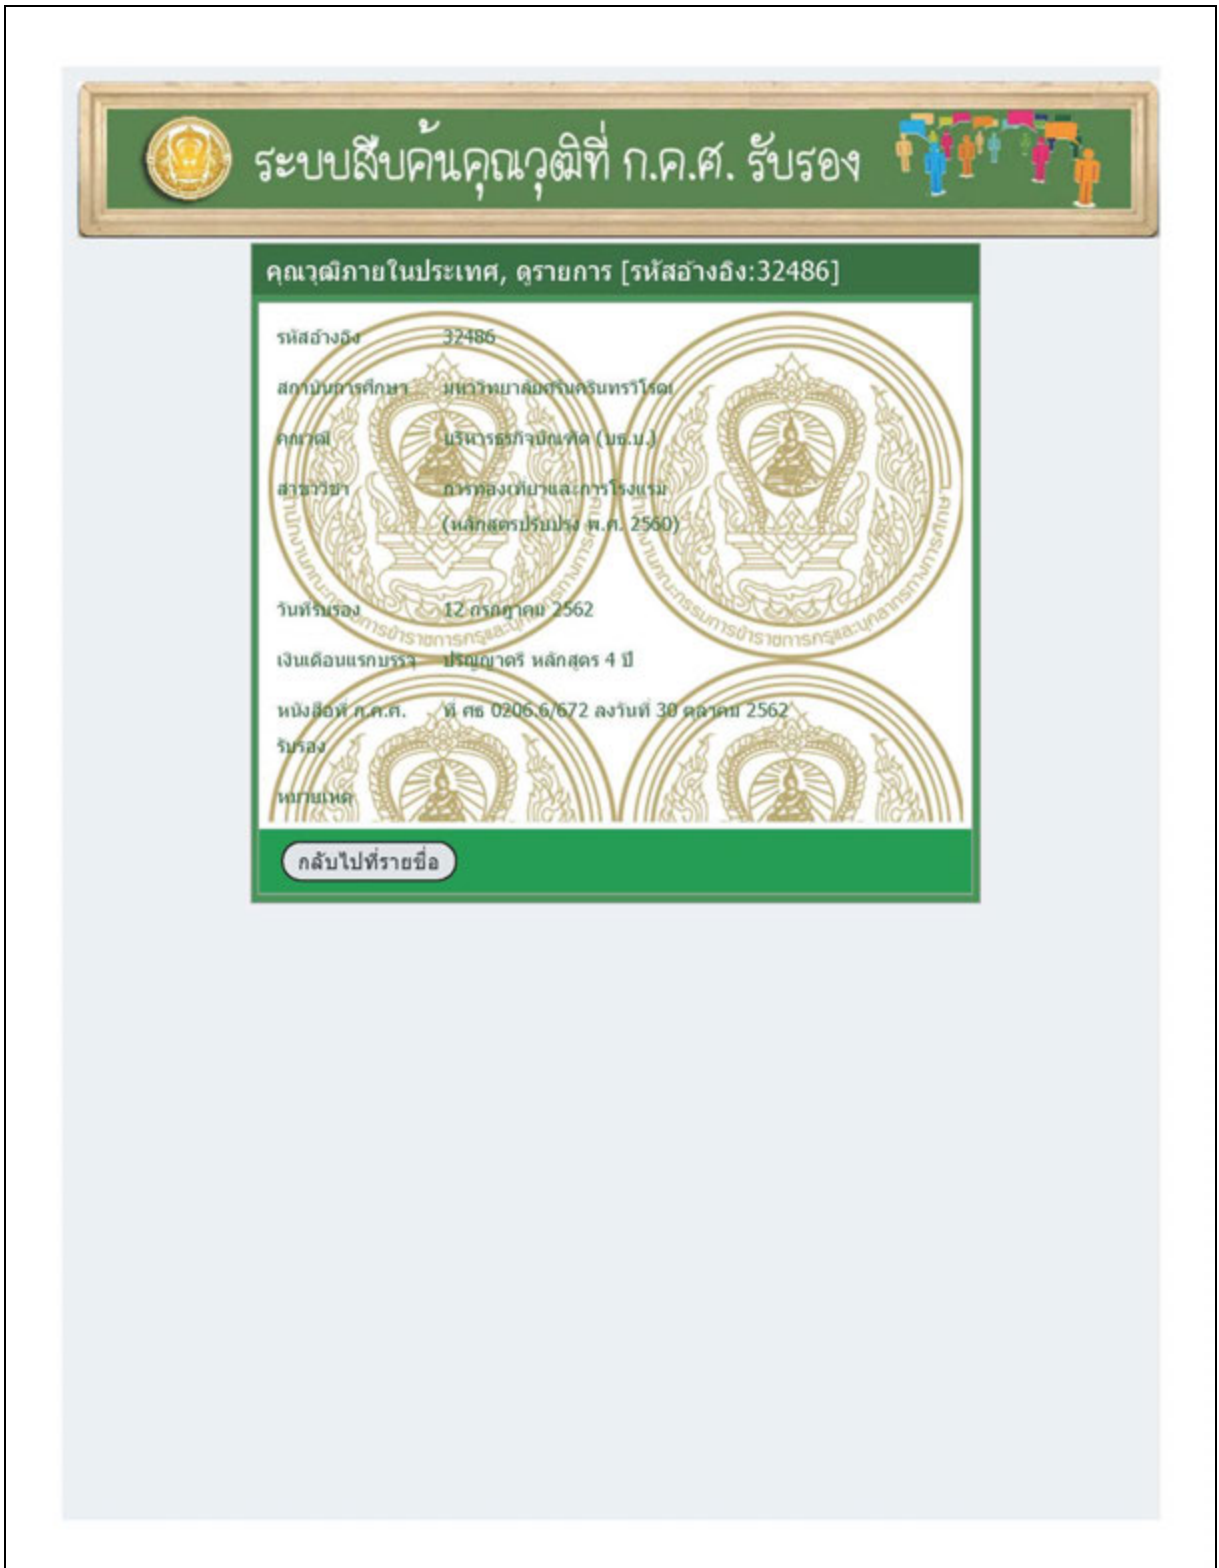 ระบบสืบค้นคุณวุฒิที่ ก.ค.ศ. รับรอง
คุณวุฒิภายในประเทศ, ดูรายการ [รหัสอ้างอิง:32486]
รหัสอ้างอิง 32486
สถาบันการศึกษา มหาวิทยาลัยศรีนครินทรวิโรฒ
คุณวุฒิ บริหารธุรกิจบัณฑิต (บธ.บ.)
สาขาวิชา การท่องเที่ยวและการโรงแรม
(หลักสูตรปรับปรุง พ.ศ. 2560)
วันที่รับรอง 12 กรกฎาคม 2562
เงินเดือนแรกบรรจุ ปริญญาตรี หลักสูตร 4 ปี
หนังสือที่ ก.ค.ศ. ที่ ศธ 0206.6/672 ลงวันที่ 30 ตุลาคม 2562
รับรอง
หมายเหตุ
กลับไปที่รายชื่อ